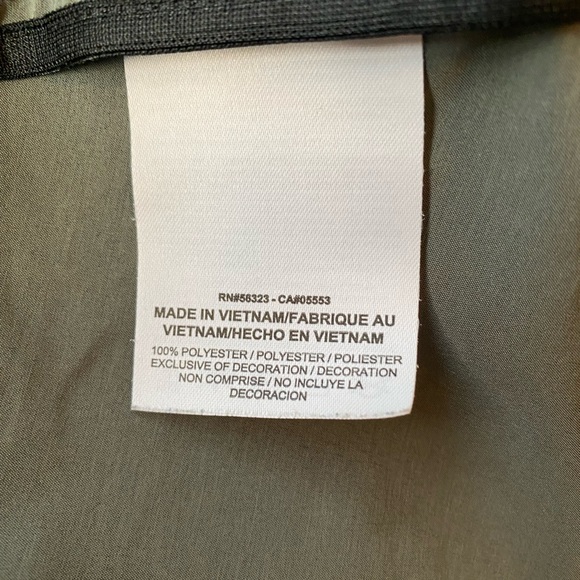 RN#56323 - CA#05553
MADE IN VIETNAM/FABRIQUE AU
VIETNAM/HECHO EN VIETNAM
100% POLYESTER / POLYESTER / POLIESTER
EXCLUSIVE OF DECORATION / DECORATION
NON COMPRISE / NO INCLUYE LA
DECORACION